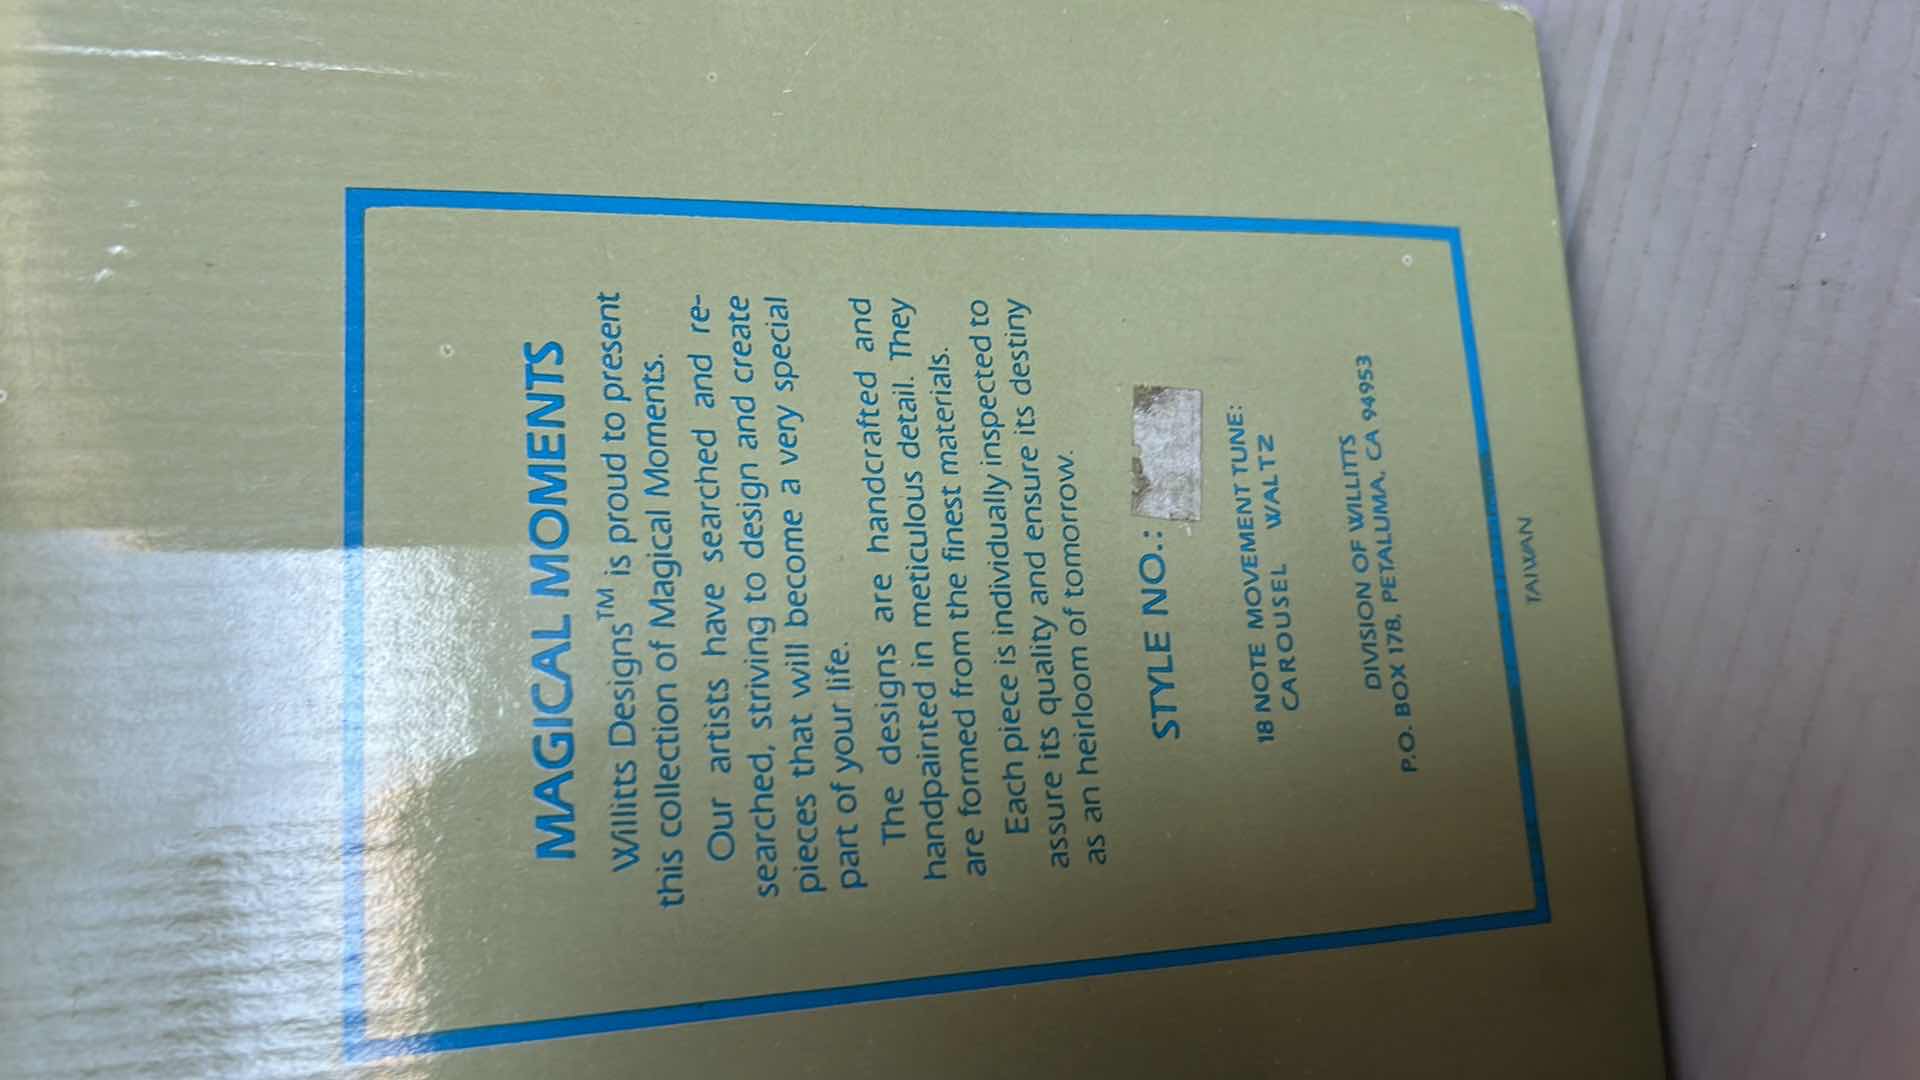 MAGICAL MOMENTS
Willitts Designs™ is proud to present
this collection of Magical Moments.
Our artists have searched and re-
searched, striving to design and create
pieces that will become a very special
part of your life.
The designs are handcrafted and
handpainted in meticulous detail. They
are formed from the finest materials.
Each piece is individually inspected to
assure its quality and ensure its destiny
as an heirloom of tomorrow.
STYLE NO.:
18 NOTE MOVEMENT TUNE:
CAROUSEL WALTZ
DIVISION OF WILLITTS
P.O. BOX 178, PETALUMA, CA 94953
TAIWAN